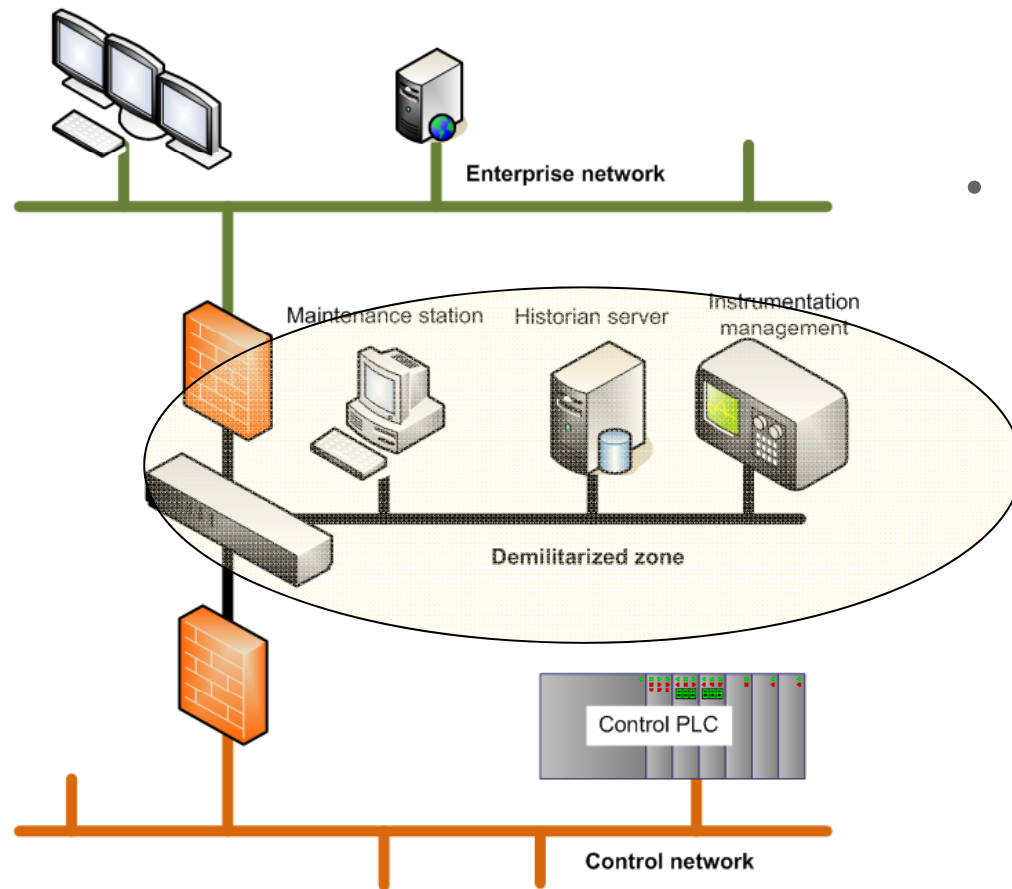 Enterprise network
Maintenance station
Historian server
Instrumentation
management
Demilitarized zone
Control PLC
Control network